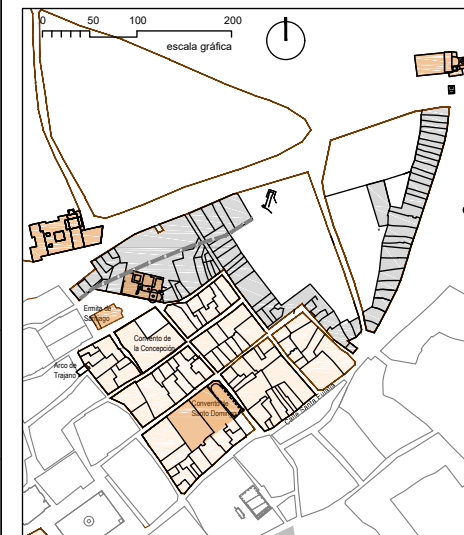 0 50 100 200
escala gráfica
Ermita de
Santiago
Convento de
la Concepción
Arco de
Trajano
Convento de
Santo Domingo
Calle Santa Eulalia